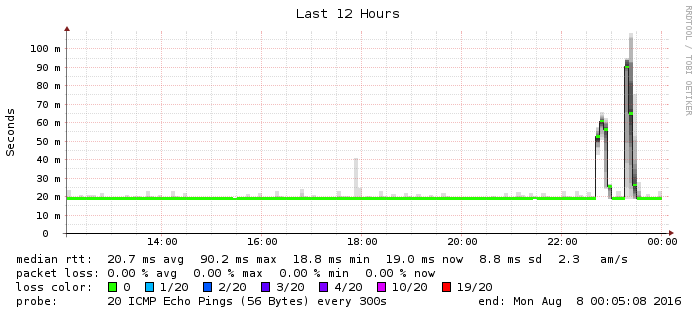 Last 12 Hours
RRDTOOL / TOBI OETIKER
Seconds
100 m
90 m
80 m
70 m
60 m
50 m
40 m
30 m
20 m
10 m
0
14:00 16:00 18:00 20:00 22:00 00:00
median rtt: 20.7 ms avg 90.2 ms max 18.8 ms min 19.0 ms now 8.8 ms sd 2.3 am/s
packet loss: 0.00 % avg 0.00 % max 0.00 % min 0.00 % now
loss color: 0 1/20 2/20 3/20 4/20 10/20 19/20
probe: 20 ICMP Echo Pings (56 Bytes) every 300s end: Mon Aug 8 00:05:08 2016